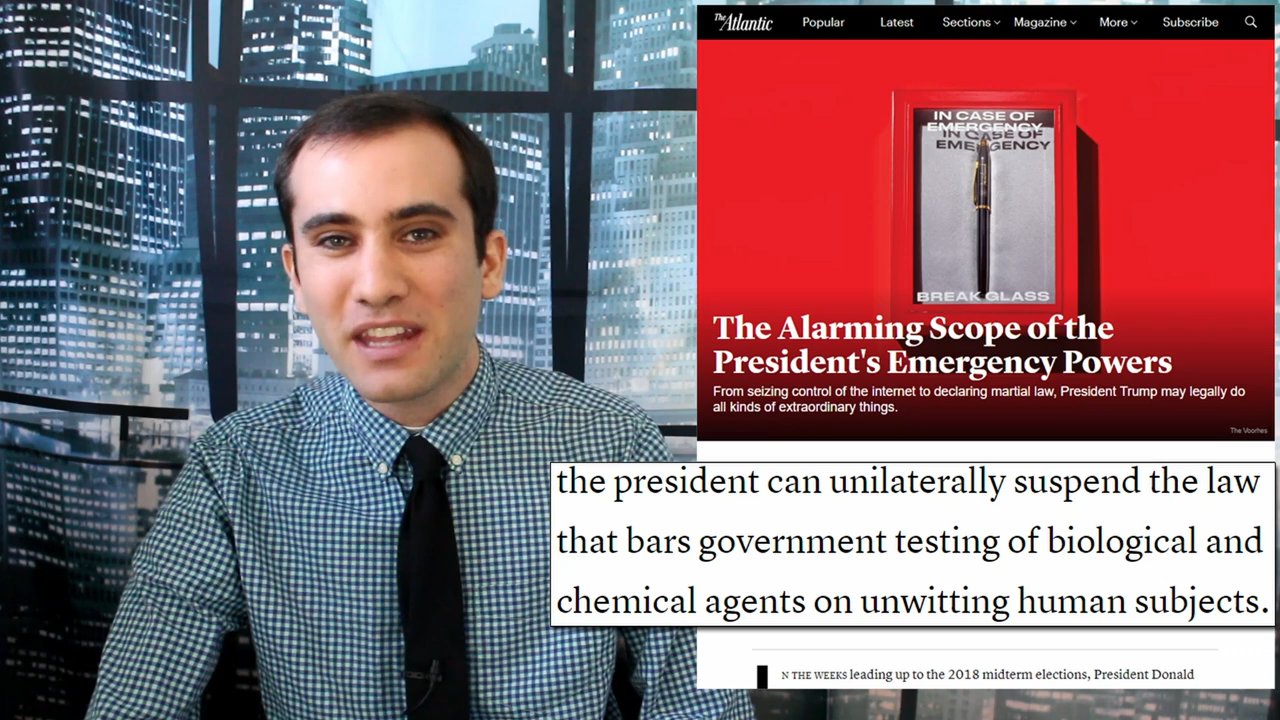 The Atlantic Popular Latest Sections Magazine More Subscribe
IN CASE OF
EMERGENCY
IN CASE OF
EMERGENCY
BREAK GLASS
The Alarming Scope of the
President's Emergency Powers
From seizing control of the internet to declaring martial law, President Trump may legally do
all kinds of extraordinary things.
The Voorhes
the president can unilaterally suspend the law
that bars government testing of biological and
chemical agents on unwitting human subjects.
IN THE WEEKS leading up to the 2018 midterm elections, President Donald